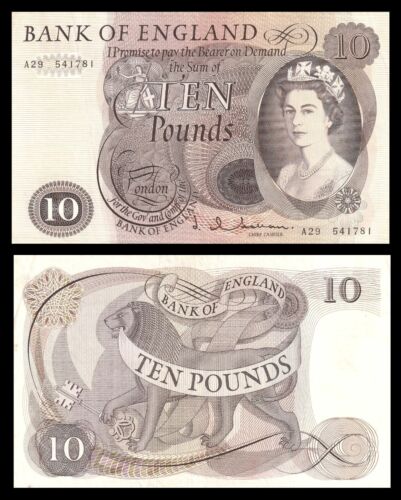 BANK OF ENGLAND
10
I Promise to pay the Bearer on Demand
A29 541781
the Sum of
TEN
Pounds
London
For the Gov. and Comp. of the
BANK OF ENGLAND
10
CHIEF CASHIER
A29 541781
BANK OF ENGLAND
10
TEN POUNDS
10